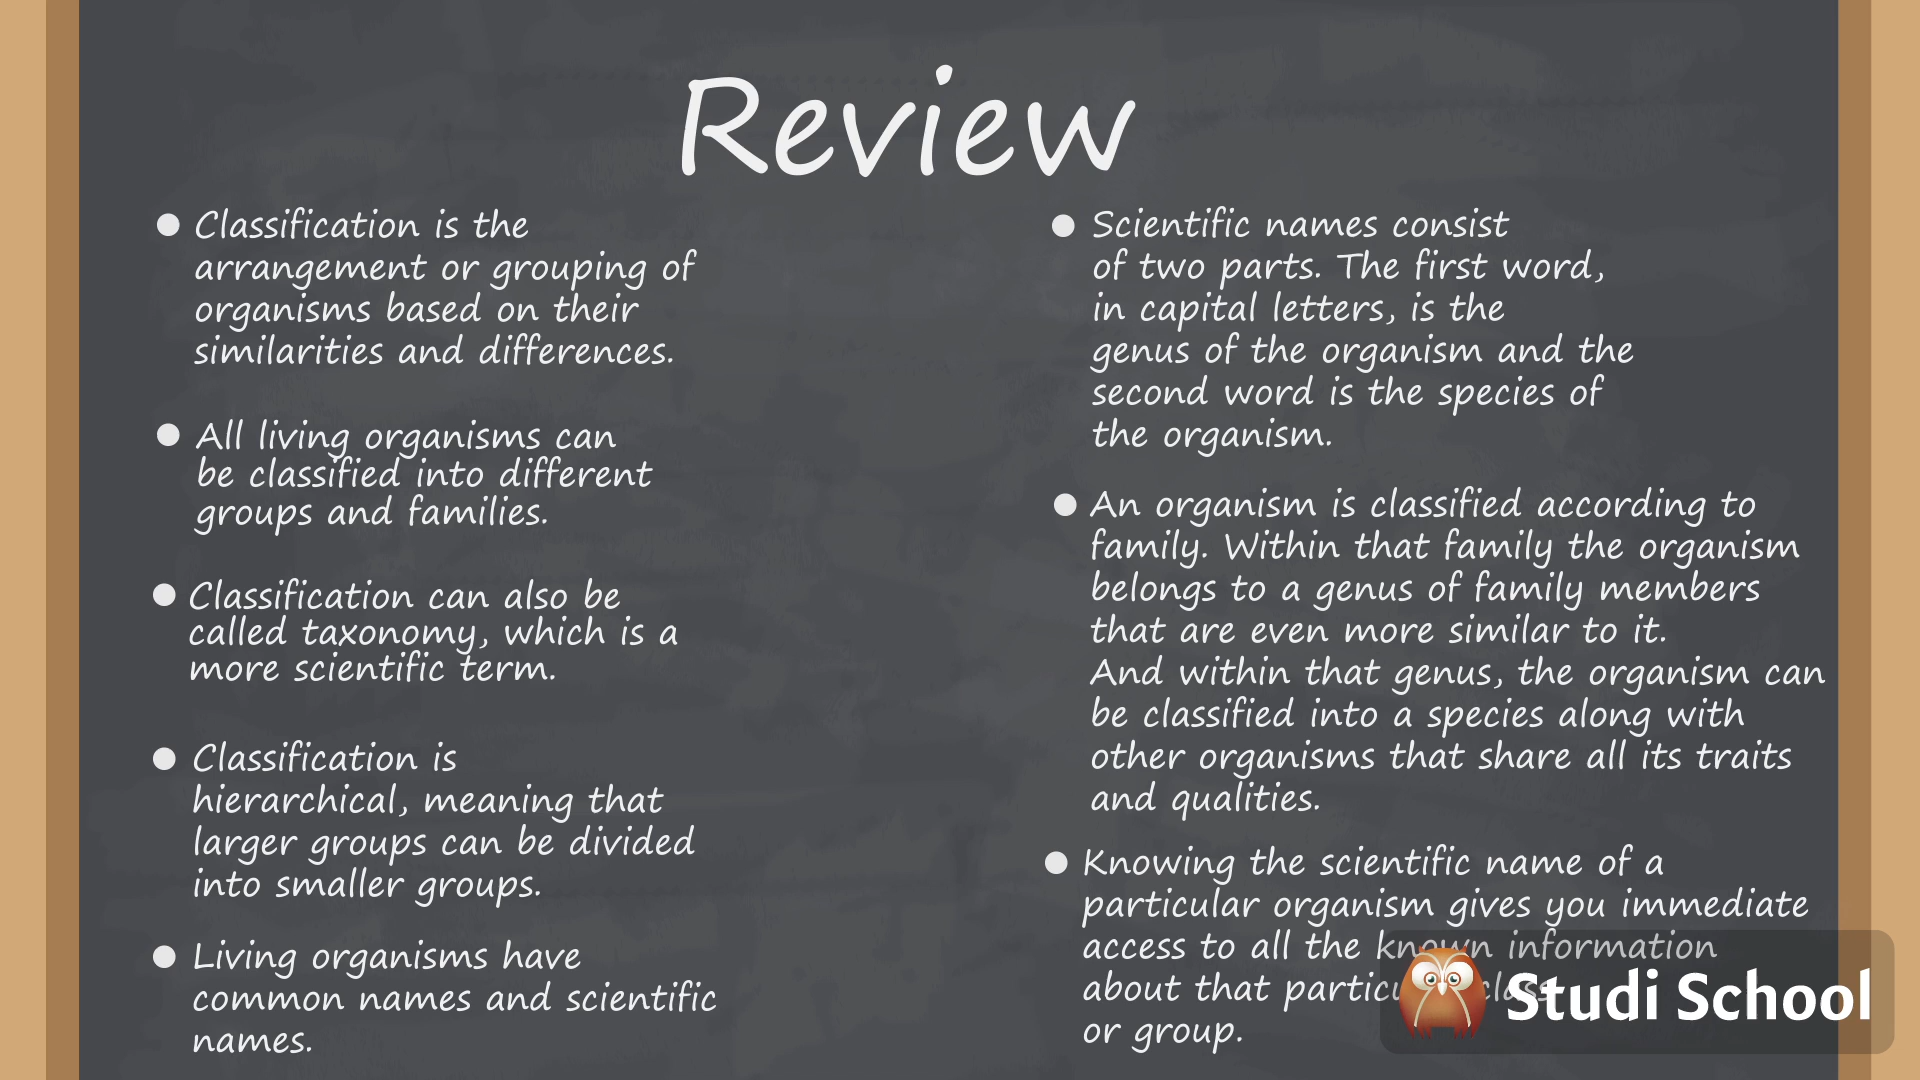 Review
Classification is the
arrangement or grouping of
organisms based on their
similarities and differences.
All living organisms can
be classified into different
groups and families.
Classification can also be
called taxonomy, which is a
more scientific term.
Classification is
hierarchical, meaning that
larger groups can be divided
into smaller groups.
Living organisms have
common names and scientific
names.
Scientific names consist
of two parts. The first word,
in capital letters, is the
genus of the organism and the
second word is the species of
the organism.
An organism is classified according to
family. Within that family the organism
belongs to a genus of family members
that are even more similar to it.
And within that genus, the organism can
be classified into a species along with
other organisms that share all its traits
and qualities.
Knowing the scientific name of a
particular organism gives you immediate
access to all the known information
about that particular class
or group.
Studi School